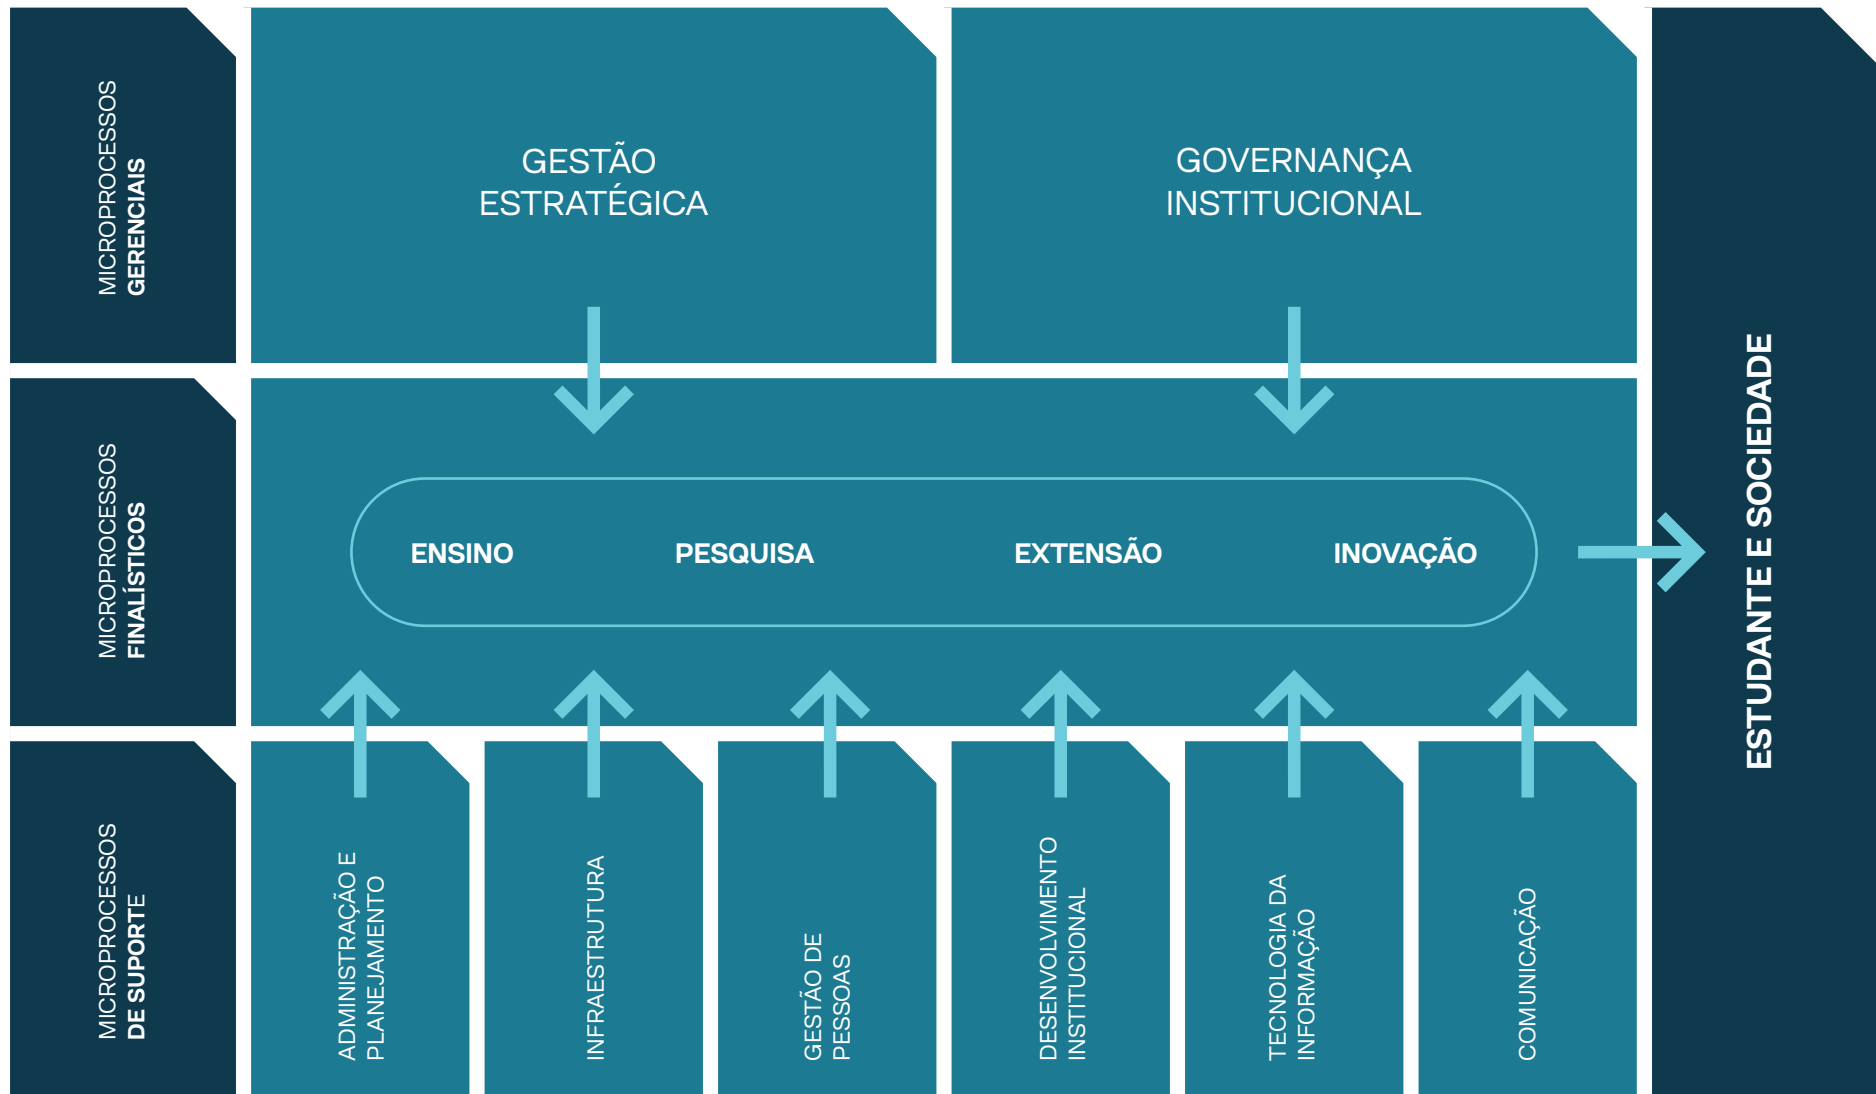 MICROPROCESSOS
GERENCIAIS
GESTÃO
ESTRATÉGICA
GOVERNANÇA
INSTITUCIONAL
MICROPROCESSOS
FINALÍSTICOS
ENSINO
PESQUISA
EXTENSÃO
INOVAÇÃO
ESTUDANTE E SOCIEDADE
MICROPROCESSOS
DE SUPORTE
ADMINISTRAÇÃO E
PLANEJAMENTO
INFRAESTRUTURA
GESTÃO DE
PESSOAS
DESENVOLVIMENTO
INSTITUCIONAL
TECNOLOGIA DA
INFORMAÇÃO
COMUNICAÇÃO